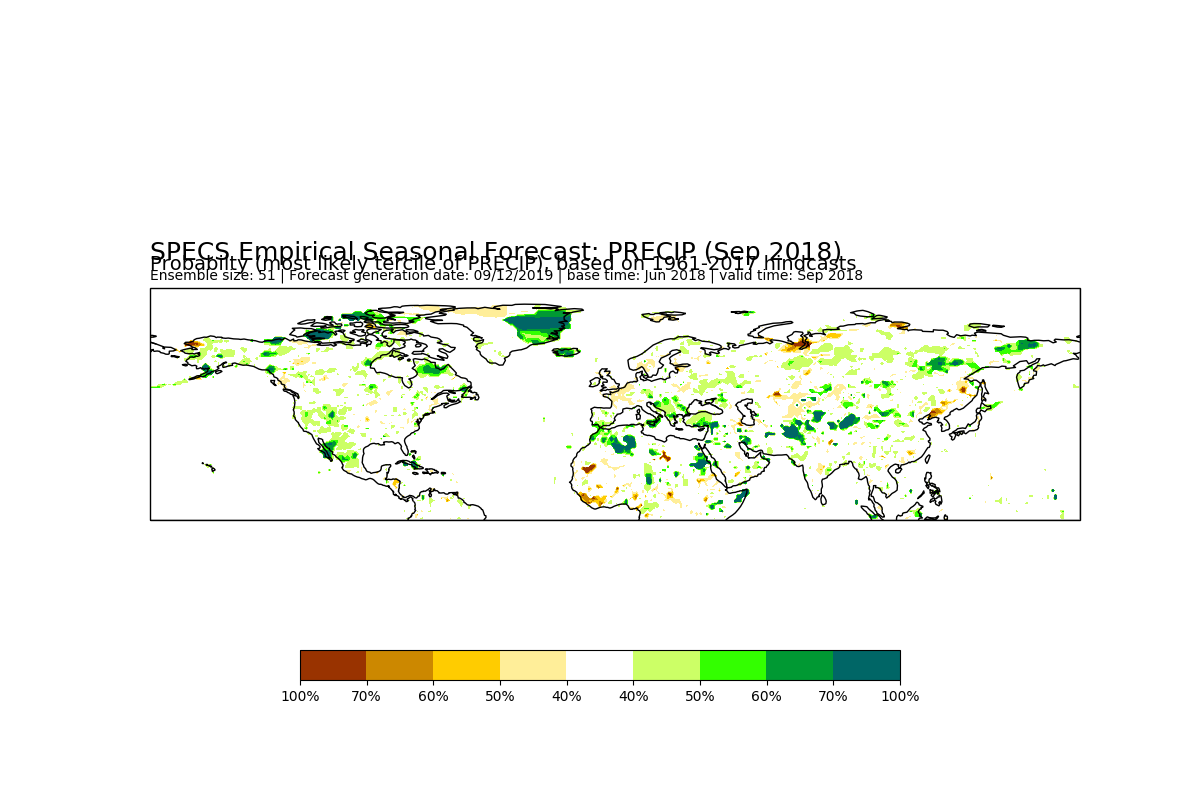 SPECS Empirical Seasonal Forecast: PRECIP (Sep 2018)
Probabilty (most likely tercile of PRECIP), based on 1961-2017 hindcasts
Ensemble size: 51 | Forecast generation date: 09/12/2019 | base time: Jun 2018 | valid time: Sep 2018
100% 70% 60% 50% 40% 40% 50% 60% 70% 100%